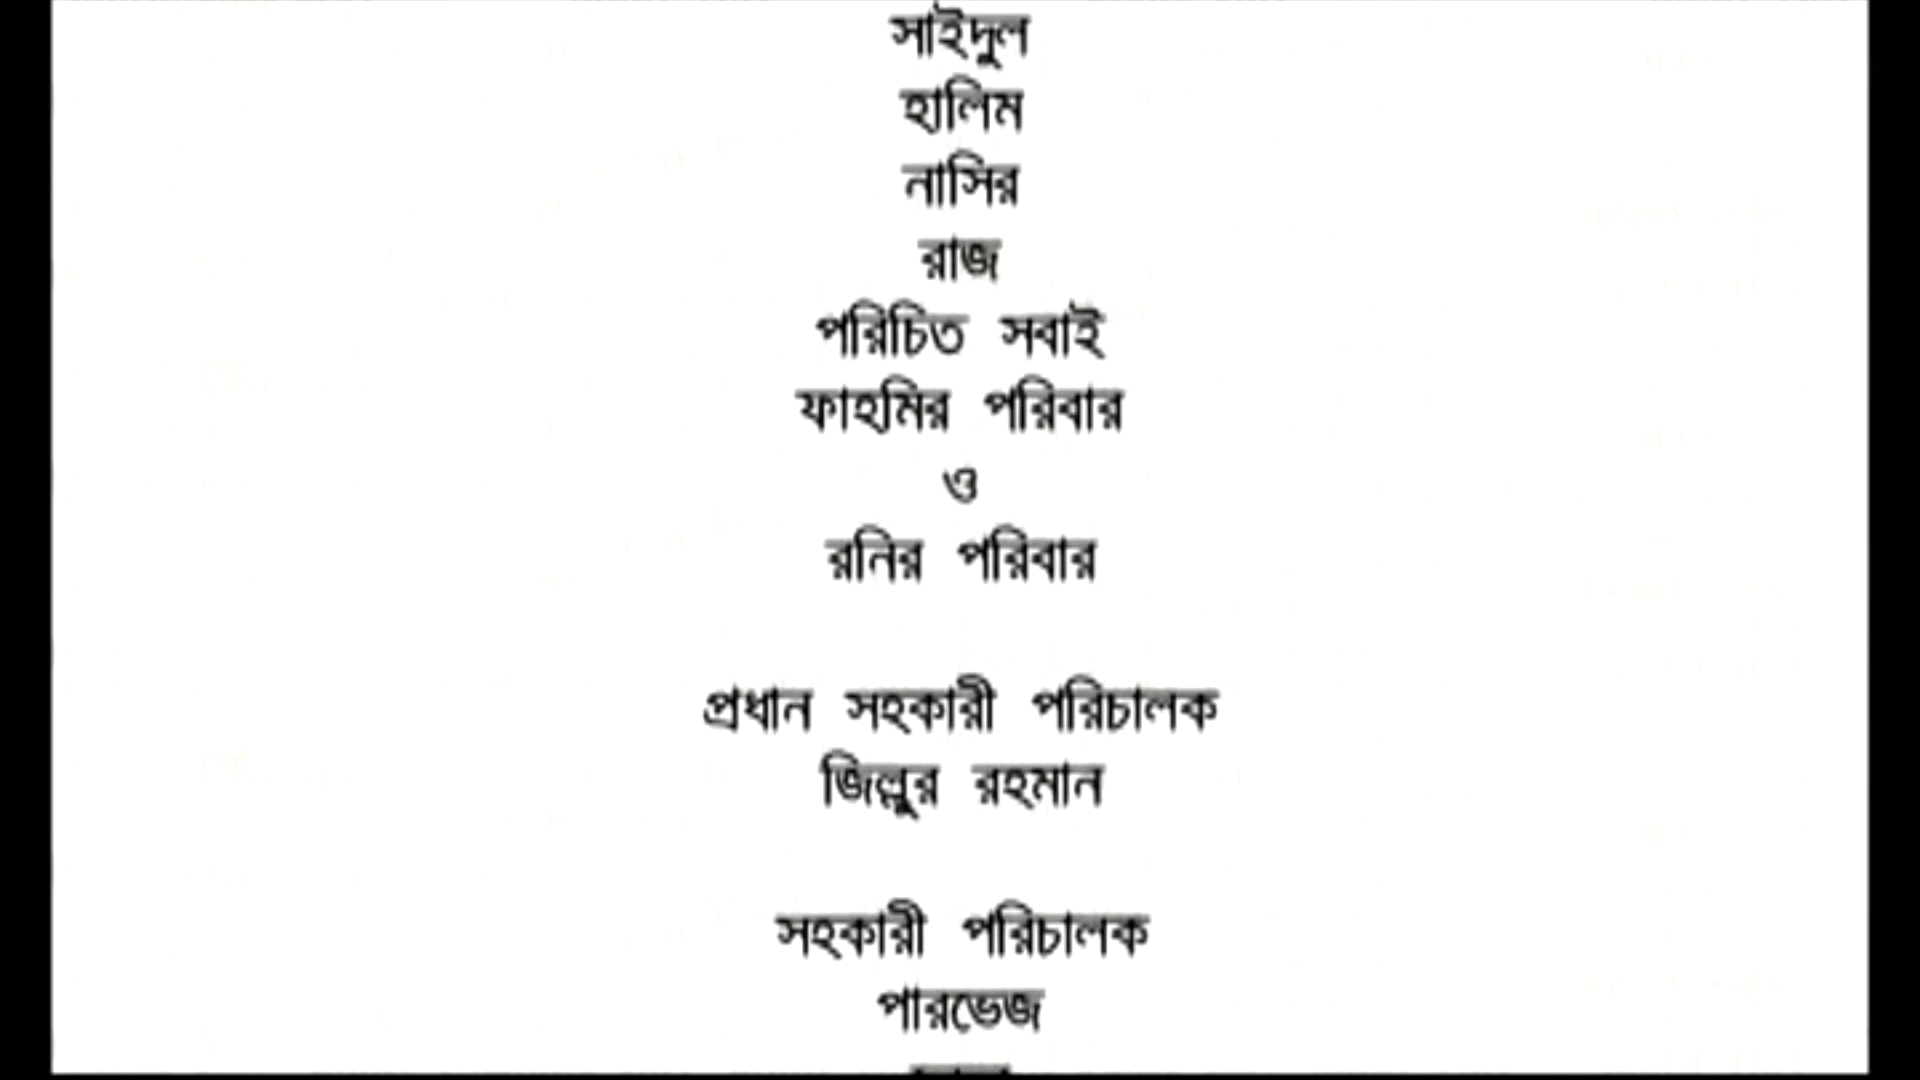 সাইদুল
হালিম
নাসির
রাজ
পরিচিত সবাই
ফাহমির পরিবার
ও
রনির পরিবার
প্রধান সহকারী পরিচালক
জিল্লুর রহমান
সহকারী পরিচালক
পারভেজ